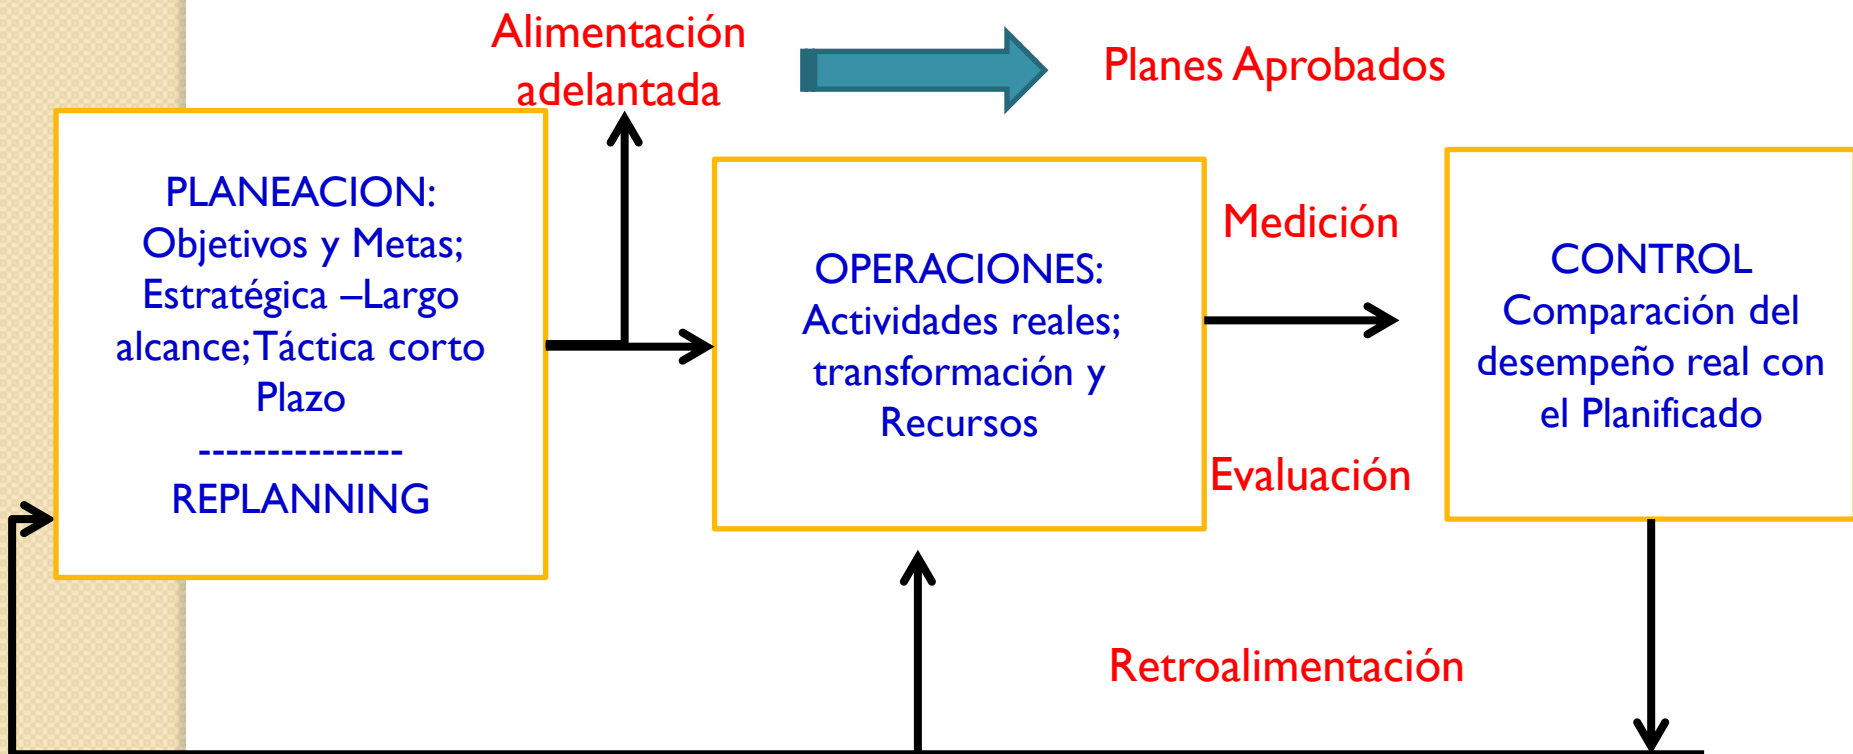 Alimentación
adelantada
Planes Aprobados
PLANEACION:
Objetivos y Metas;
Estratégica –Largo
alcance; Táctica corto
Plazo
---------------
REPLANNING
OPERACIONES:
Actividades reales;
transformación y
Recursos
Medición
Evaluación
CONTROL
Comparación del
desempeño real con
el Planificado
Retroalimentación